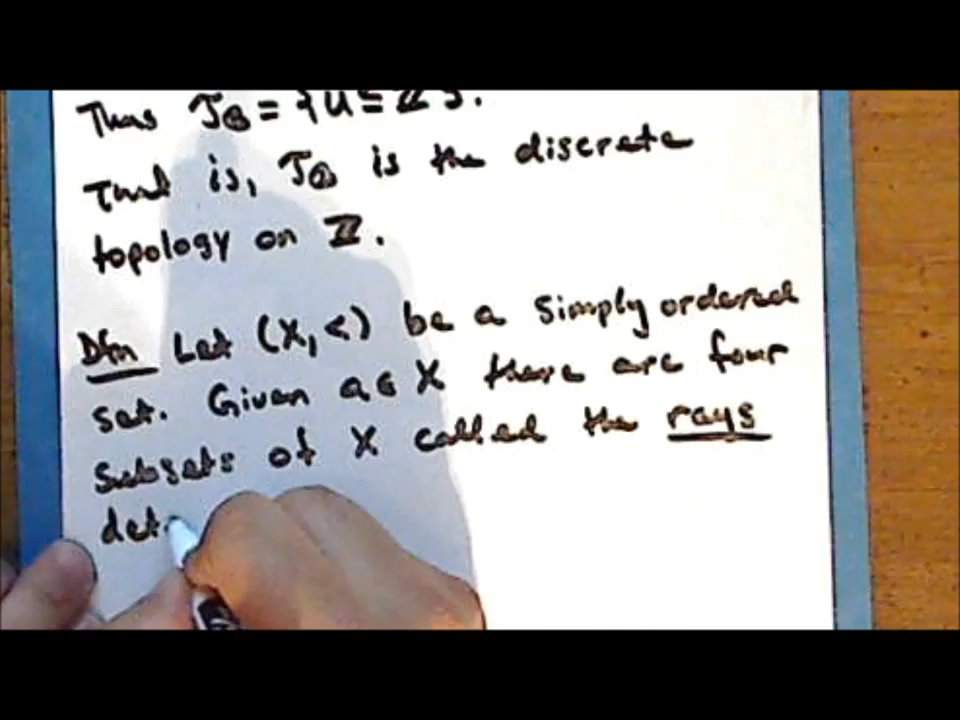 Thus 𝒯_ℬ = {U ⊆ ℤ}.
That is, 𝒯_ℬ is the discrete
topology on ℤ.
Dfn Let (X, <) be a simply ordered
set. Given a ∈ X there are four
subsets of X called the rays
det